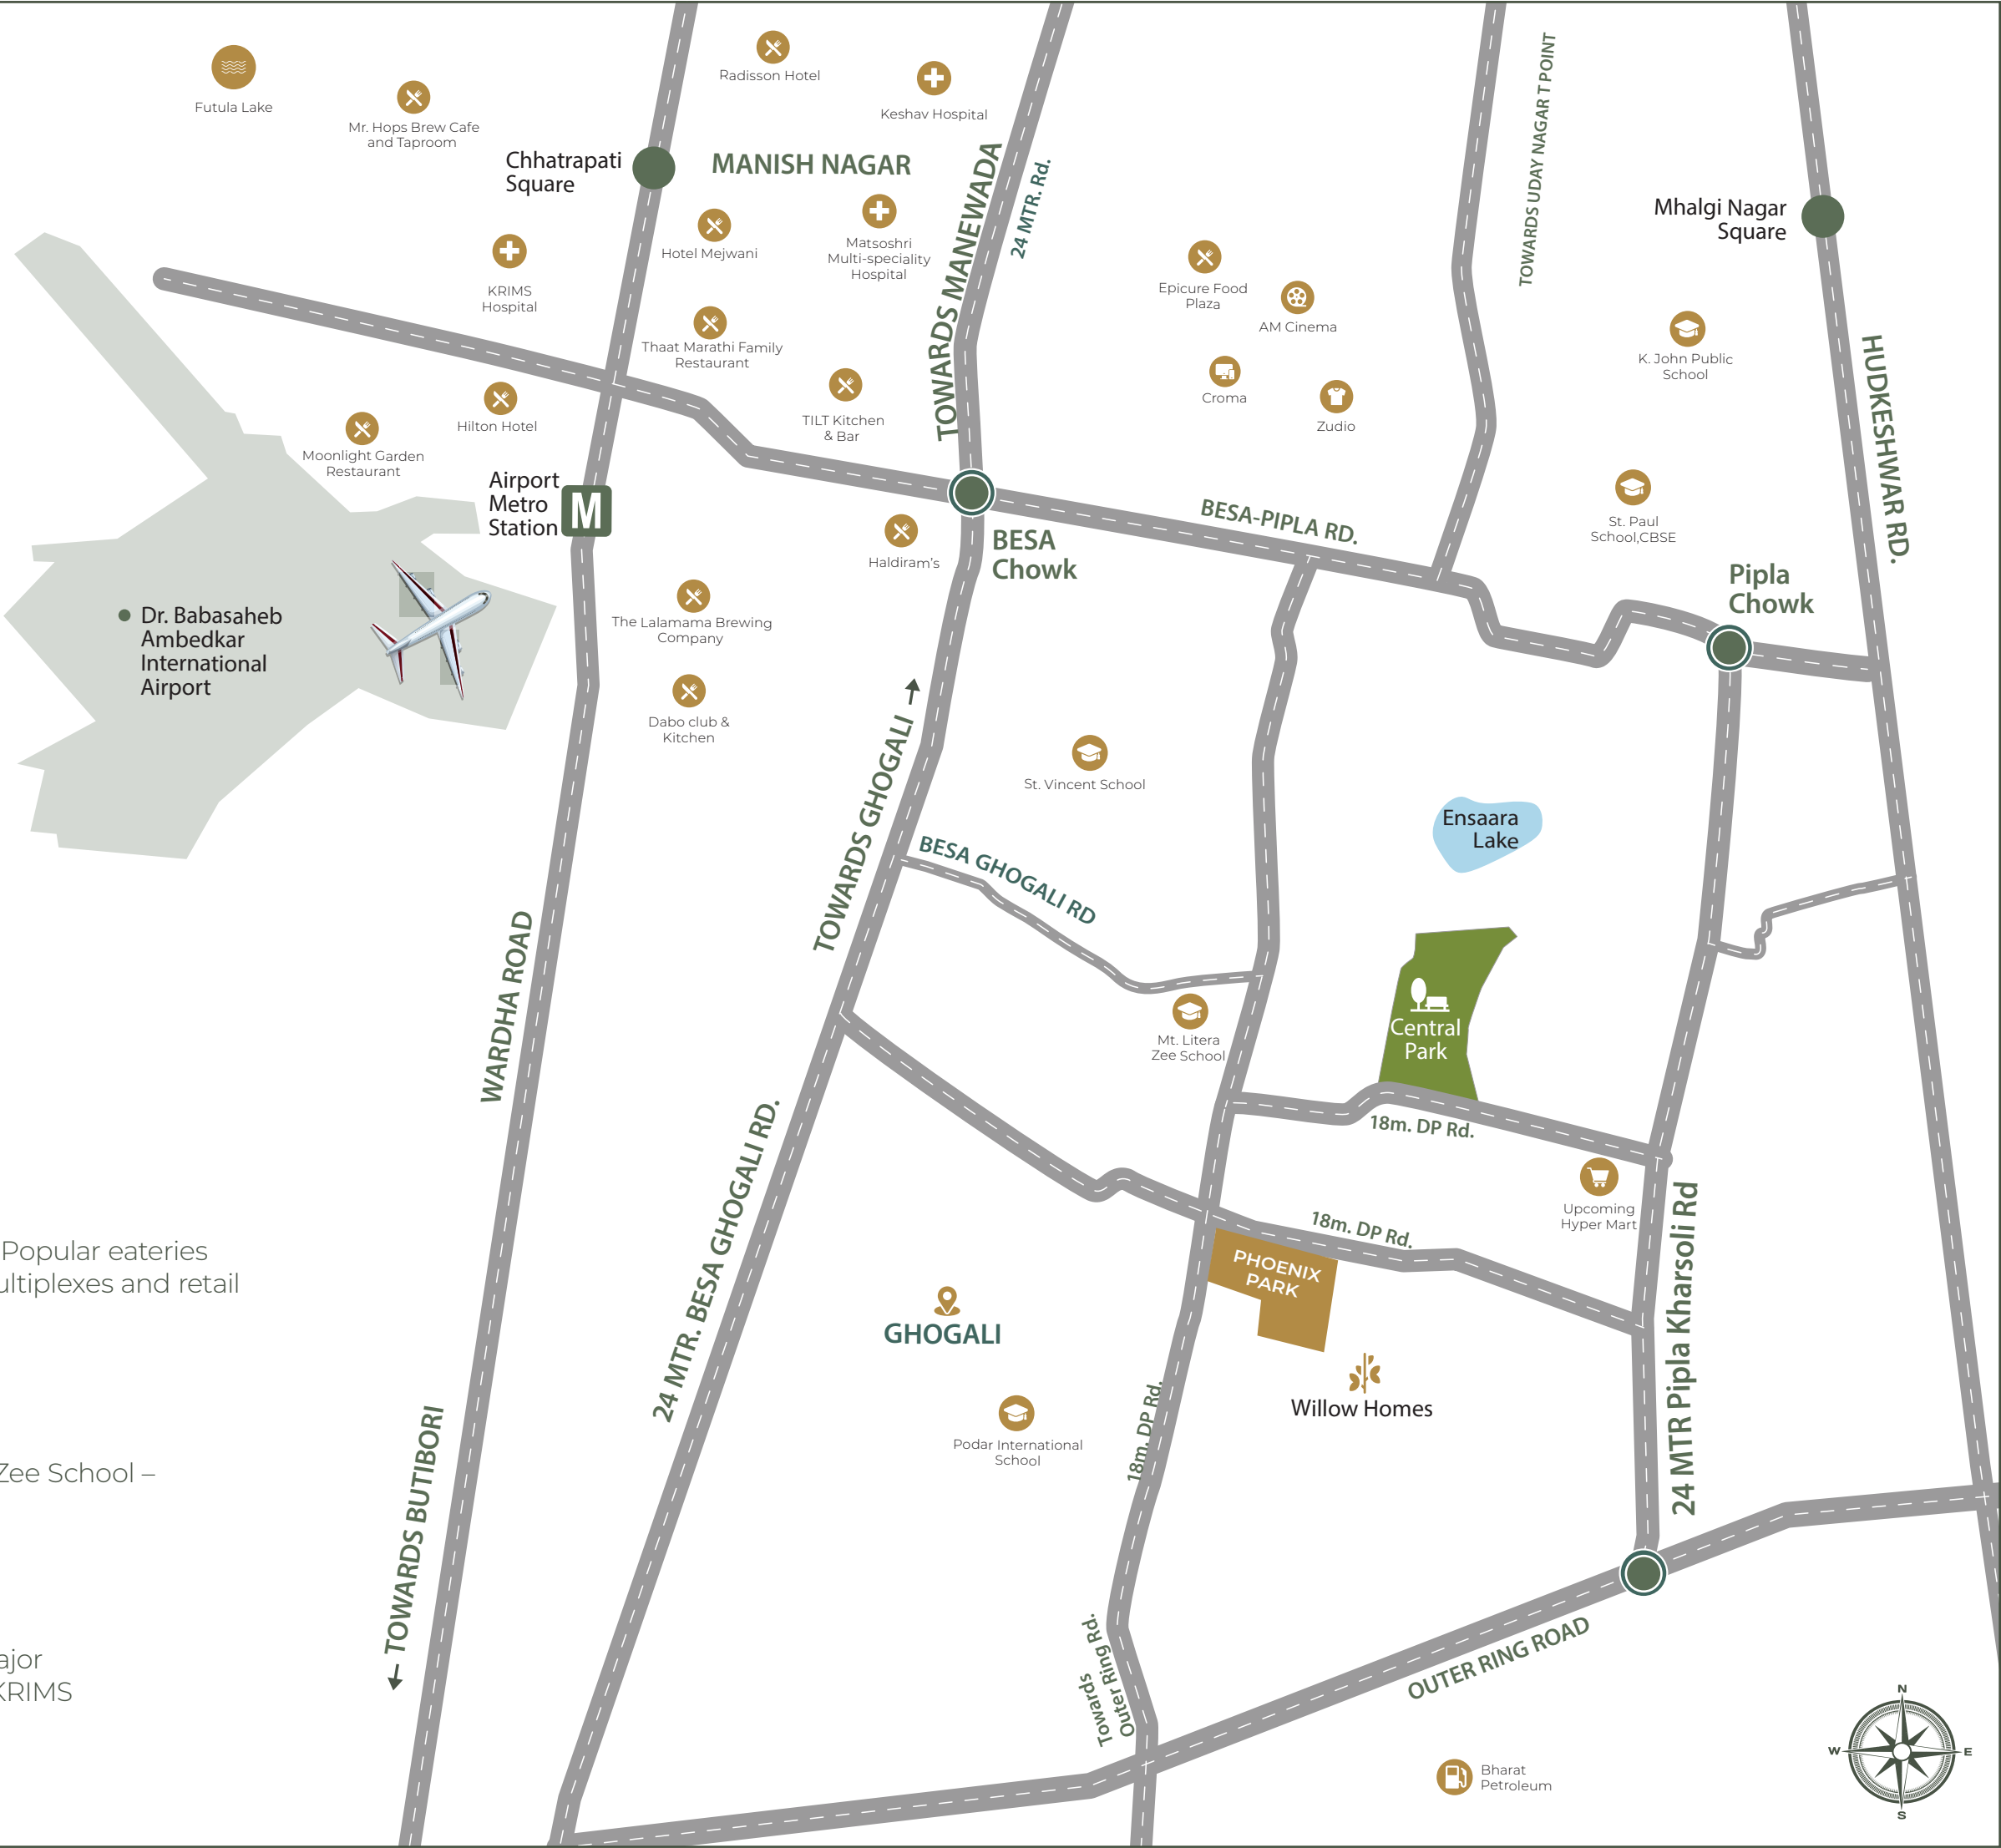 Futula Lake
Mr. Hops Brew Cafe
and Taproom
Radisson Hotel
Keshav Hospital
Chhatrapati
Square
MANISH NAGAR
TOWARDS MANEWADA
24 MTR. Rd.
TOWARDS UDAY NAGAR T POINT
Mhalgi Nagar
Square
KRIMS
Hospital
Hotel Mejwani
Matsoshri
Multi-speciality
Hospital
Epicure Food
Plaza
AM Cinema
K. John Public
School
HUDKESHWAR RD.
Thaat Marathi Family
Restaurant
Croma
Zudio
Hilton Hotel
TILT Kitchen
& Bar
Moonlight Garden
Restaurant
Airport
Metro
Station
M
BESA-PIPLA RD.
St. Paul
School,CBSE
Haldiram's
BESA
Chowk
Pipla
Chowk
Dr. Babasaheb
Ambedkar
International
Airport
The Lalamama Brewing
Company
Dabo club &
Kitchen
TOWARDS GHOGALI
St. Vincent School
Ensaara
Lake
BESA GHOGALI RD
WARDHA ROAD
Mt. Litera
Zee School
Central
Park
18m. DP Rd.
Upcoming
Hyper Mart
24 MTR. BESA GHOGALI RD.
18m. DP Rd.
24 MTR Pipla Kharsoli Rd
PHOENIX
PARK
Popular eateries
ultiplexes and retail
GHOGALI
Willow Homes
18m. DP Rd.
Podar International
School
Zee School –
TOWARDS BUTIBORI
Towards
Outer Ring Rd.
OUTER RING ROAD
ajor
KRIMS
Bharat
Petroleum
N
W
E
S